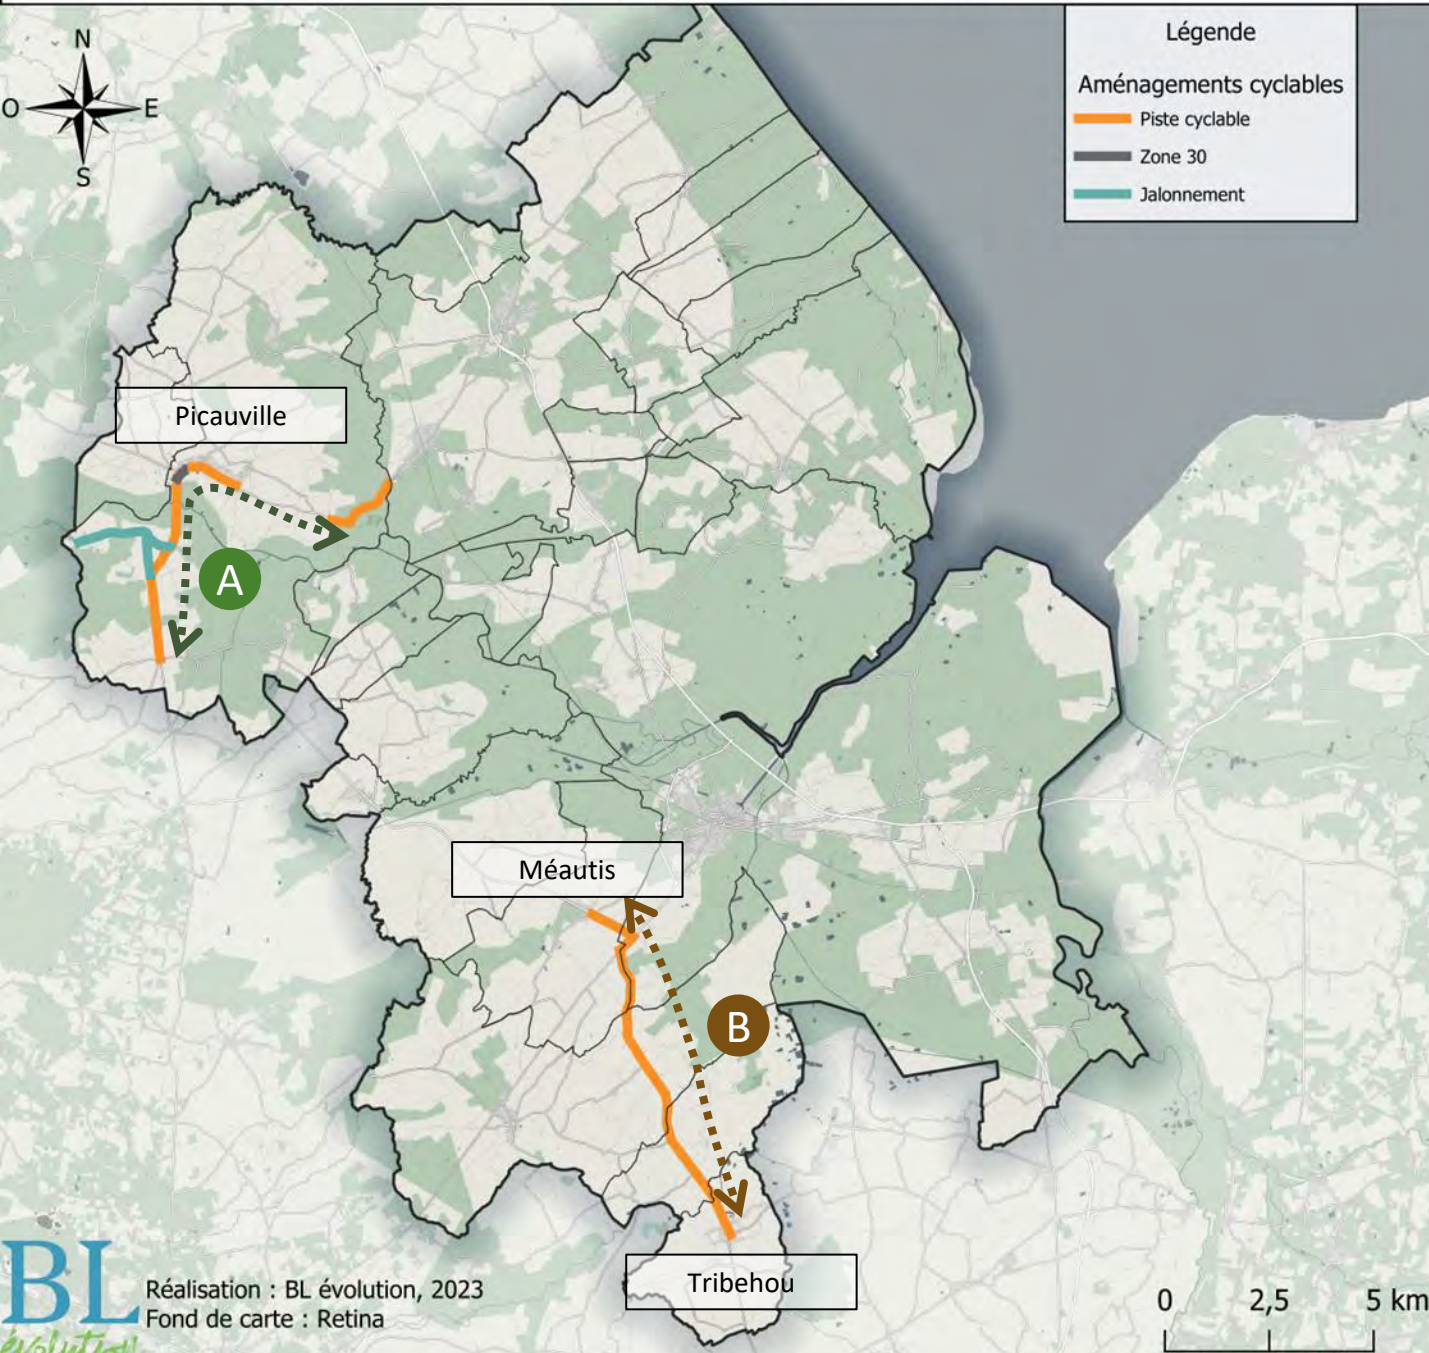 N
O
E
S
Légende
Aménagements cyclables
Piste cyclable
Zone 30
Jalonnement
Picauville
A
Méautis
B
Tribehou
BL
évolution
Réalisation : BL évolution, 2023
Fond de carte : Retina
0 2,5 5 km